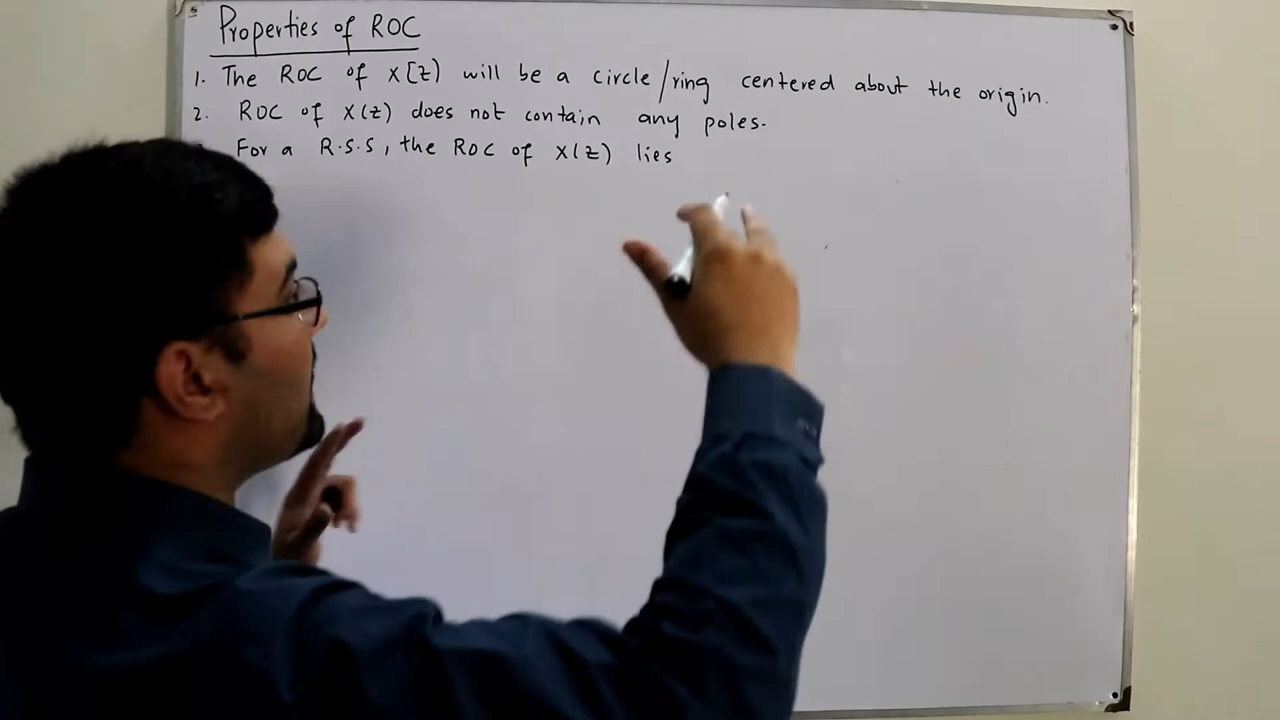 Properties of ROC
1. The ROC of X[z) will be a circle/ring centered about the origin.
2. ROC of X(z) does not contain any poles.
For a R.S.S, the ROC of X(z) lies